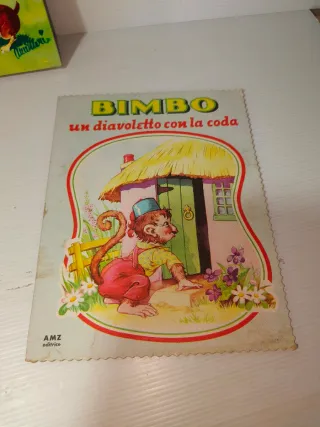 BIMBO
un diavoletto con la coda
AMZ
editrice